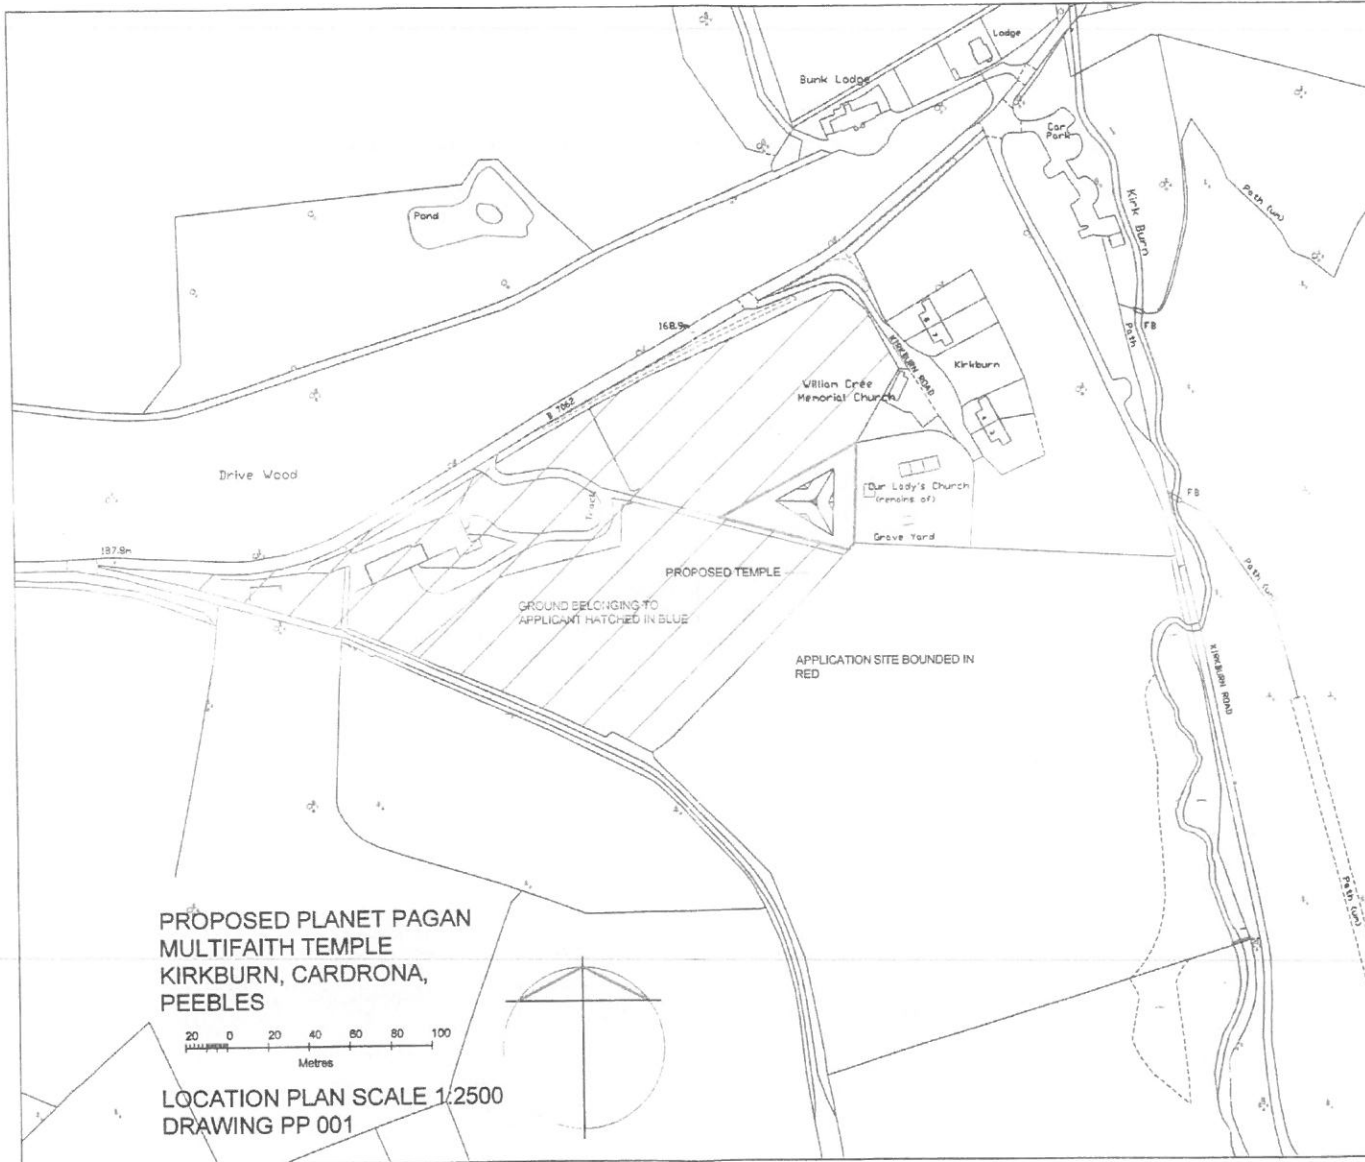 Lodge
Bunk Lodge
Car
Park
Kirk Burn
Path (um)
Pond
168.9m
FB
Path
KIRKBURN ROAD
Kirkburn
William Cree
Memorial Church
B 7062
Drive Wood
Track
Our Lady's Church
(remains of)
FB
Grave Yard
187.8m
PROPOSED TEMPLE
Path (um)
GROUND BELONGING TO
APPLICANT HATCHED IN BLUE
APPLICATION SITE BOUNDED IN
RED
KIRKBURN ROAD
Path (um)
PROPOSED PLANET PAGAN
MULTIFAITH TEMPLE
KIRKBURN, CARDRONA,
PEEBLES
20 0 20 40 60 80 100
Metres
LOCATION PLAN SCALE 1:2500
DRAWING PP 001